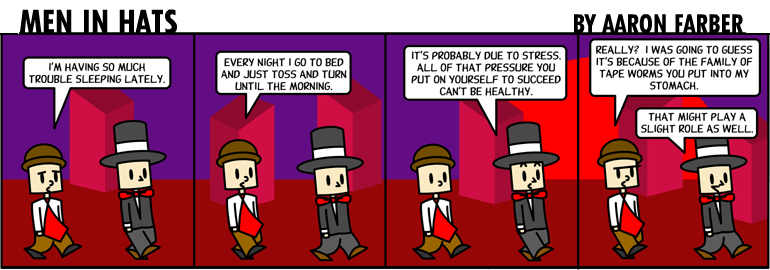 MEN IN HATS
BY AARON FARBER
I'M HAVING SO MUCH
TROUBLE SLEEPING LATELY.
EVERY NIGHT I GO TO BED
AND JUST TOSS AND TURN
UNTIL THE MORNING.
IT'S PROBABLY DUE TO STRESS.
ALL OF THAT PRESSURE YOU
PUT ON YOURSELF TO SUCCEED
CAN'T BE HEALTHY.
REALLY? I WAS GOING TO GUESS
IT'S BECAUSE OF THE FAMILY OF
TAPE WORMS YOU PUT INTO MY
STOMACH.
THAT MIGHT PLAY A
SLIGHT ROLE AS WELL.